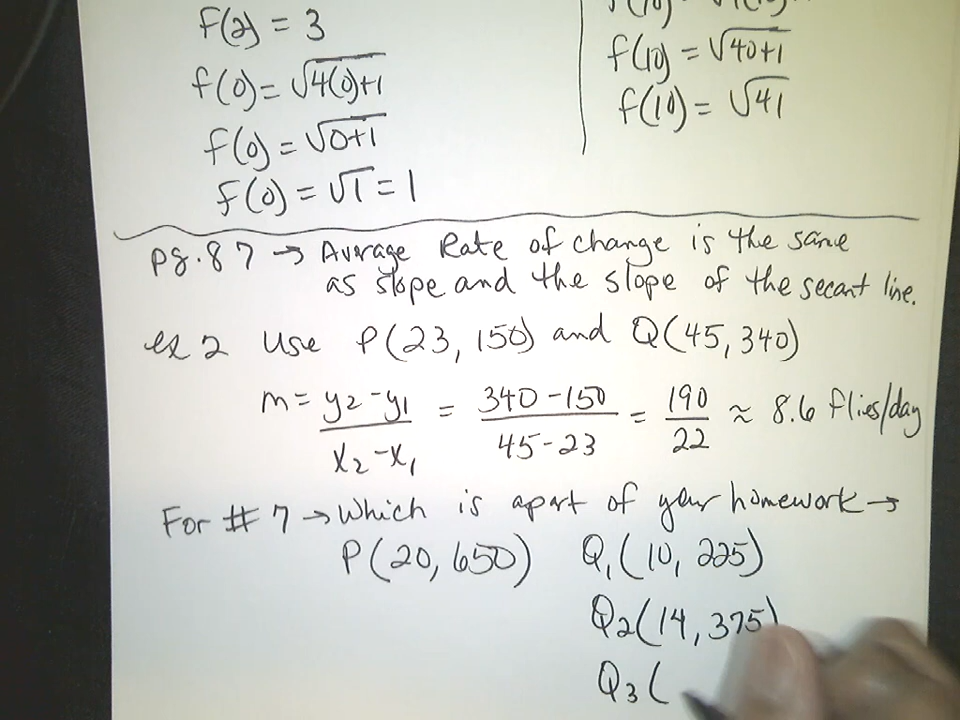 f(2) = 3
f(0) = √4(0)+1
f(0) = √0+1
f(0) = √1 = 1
f(10) = √40+1
f(10) = √41
pg. 87 → Average Rate of change is the same
as slope and the slope of the secant line.
ex 2 Use P(23, 150) and Q(45, 340)
m = y₂-y₁/x₂-x₁ = 340-150/45-23 = 190/22 ≈ 8.6 flies/day
For # 7 → Which is apart of your homework →
P(20, 650) Q₁(10, 225)
Q₂(14, 375)
Q₃(